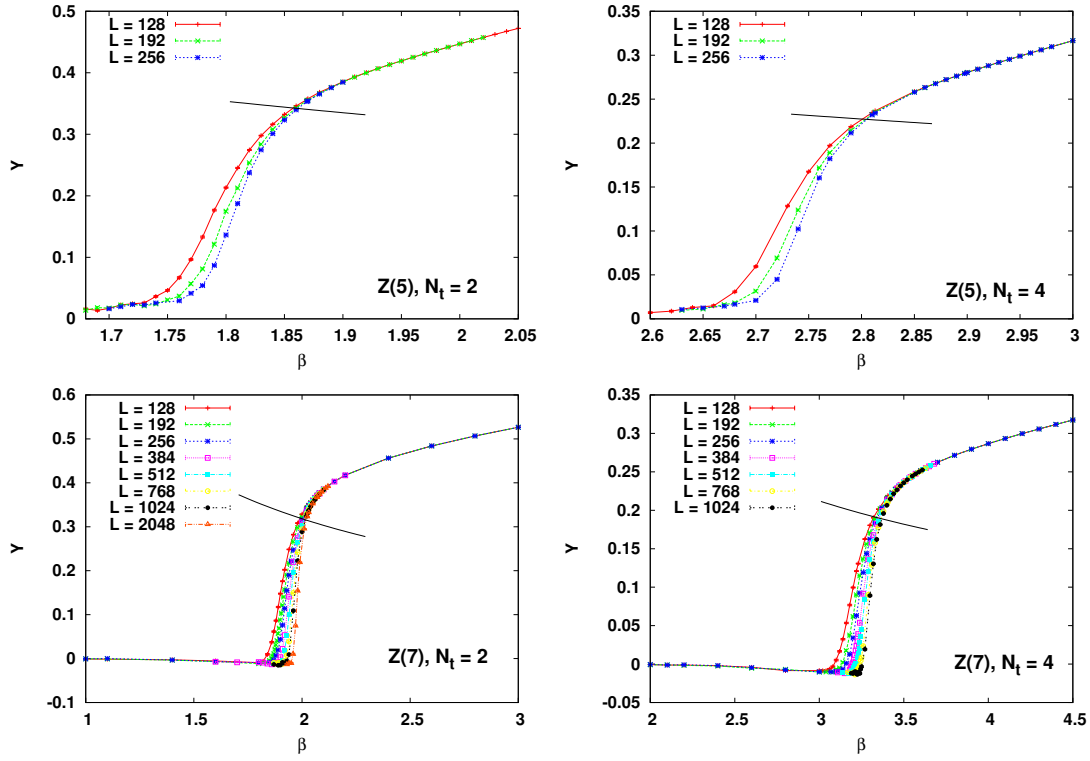 0.5
0.4
0.3
0.2
0.1
0
ϒ
L = 128
L = 192
L = 256
Z(5), Nt = 2
1.7 1.75 1.8 1.85 1.9 1.95 2 2.05
β
0.35
0.3
0.25
0.2
0.15
0.1
0.05
0
ϒ
L = 128
L = 192
L = 256
Z(5), Nt = 4
2.6 2.65 2.7 2.75 2.8 2.85 2.9 2.95 3
β
0.6
0.5
0.4
0.3
0.2
0.1
0
-0.1
ϒ
L = 128
L = 192
L = 256
L = 384
L = 512
L = 768
L = 1024
L = 2048
Z(7), Nt = 2
1 1.5 2 2.5 3
β
0.35
0.3
0.25
0.2
0.15
0.1
0.05
0
-0.05
ϒ
L = 128
L = 192
L = 256
L = 384
L = 512
L = 768
L = 1024
Z(7), Nt = 4
2 2.5 3 3.5 4 4.5
β